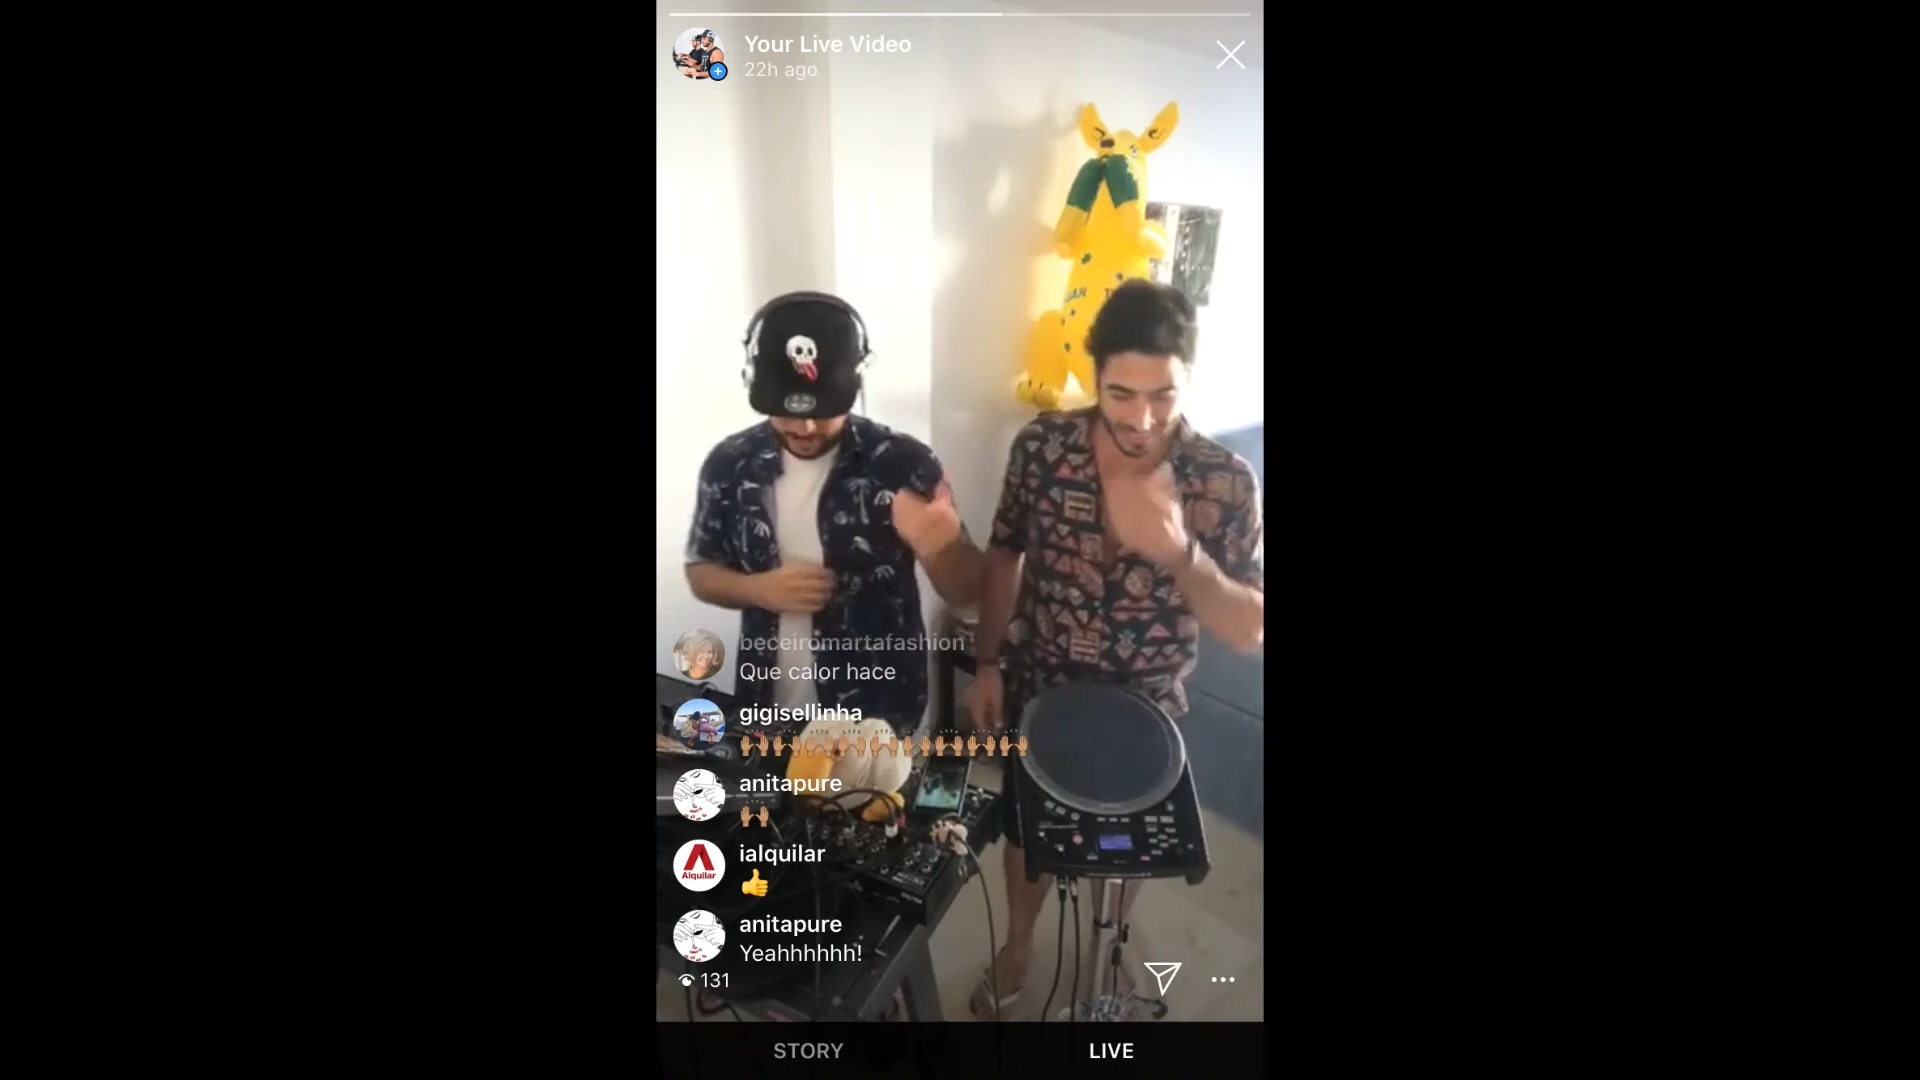 Your Live Video
22h ago
beceiromartafashion
Que calor hace
gigisellinha
🙌🏽🙌🏽🙌🏽🙌🏽🙌🏽🙌🏽🙌🏽🙌🏽🙌🏽
anitapure
🙌🏽
ialquilar
👍
Alquilar
anitapure
Yeahhhhhh!
131
STORY
LIVE